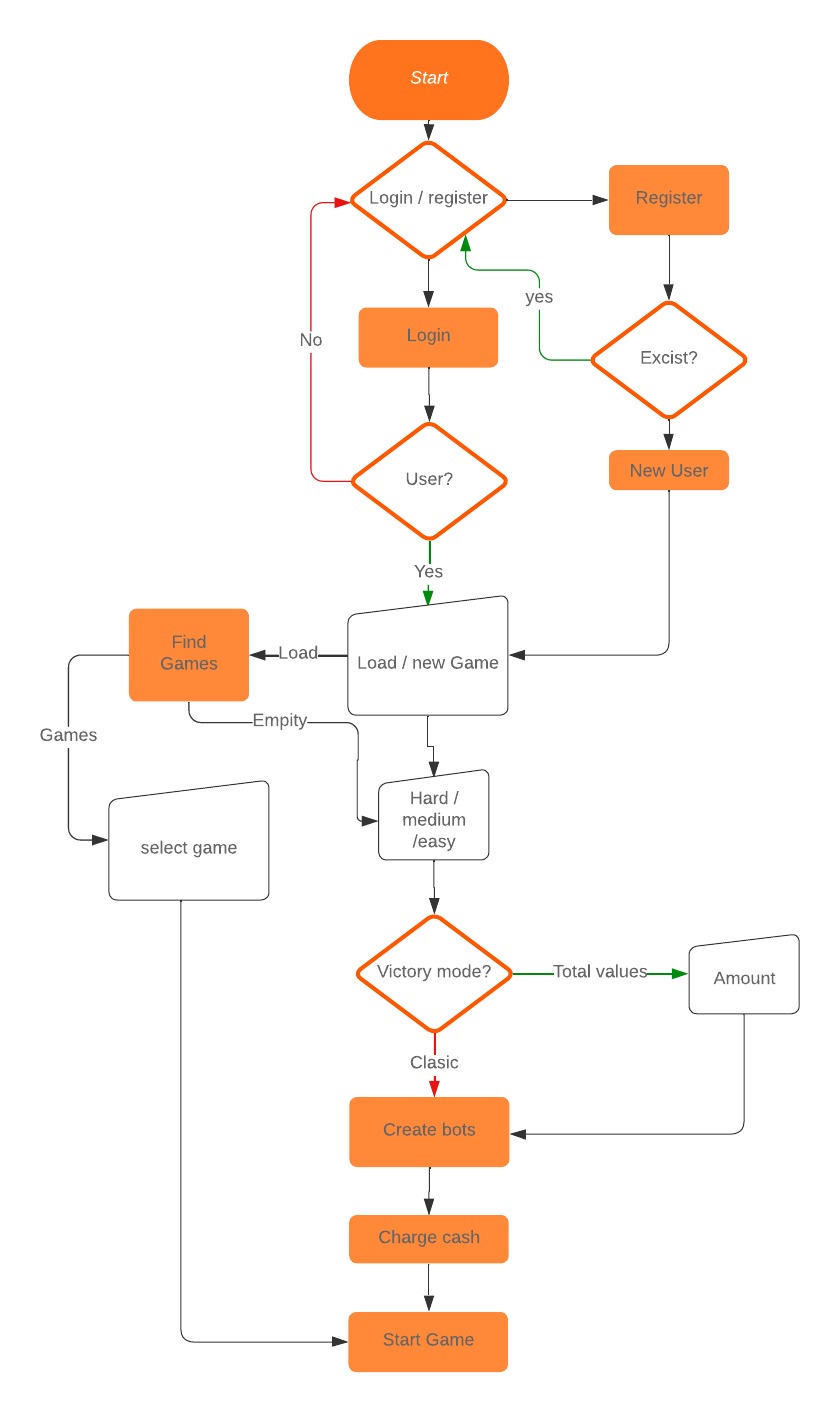 Start
Login / register
Register
yes
Login
No
Excist?
User?
New User
Yes
Find
Games
Load
Load / new Game
Empity
Games
Hard /
medium
/easy
select game
Victory mode?
Total values
Amount
Clasic
Create bots
Charge cash
Start Game